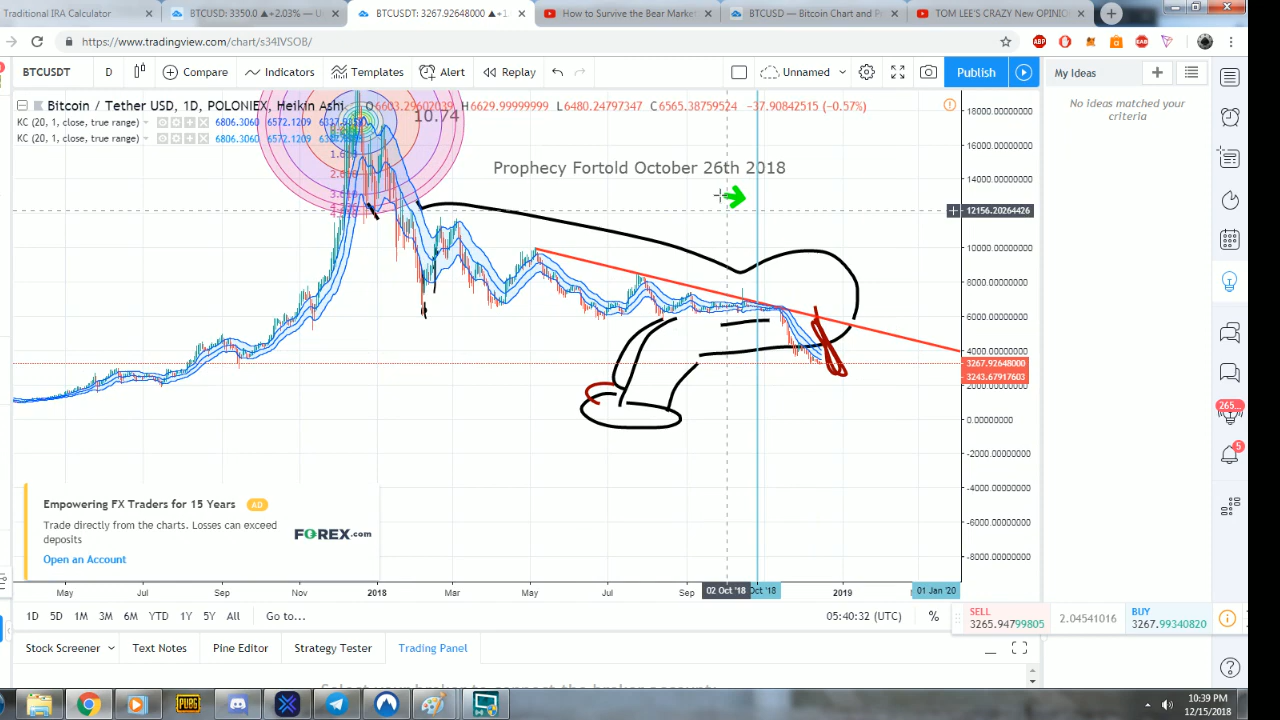 Traditional IRA Calculator
BTCUSD: 3350.0 ▲+2.03% — U
BTCUSDT: 3267.92648000 ▲+1
How to Survive the Bear Market
BTCUSD — Bitcoin Chart and P
TOM LEE'S CRAZY New OPINION
https://www.tradingview.com/chart/s34IVSOB/
BTCUSDT
D
Compare
Indicators
Templates
Alert
Replay
Unnamed
Publish
My Ideas
No ideas matched your
criteria
Bitcoin / Tether USD, 1D, POLONIEX, Heikin Ashi
O6603.29602039 H6629.99999999 L6480.24797347 C6565.38759524 -37.90842515 (-0.57%)
KC (20, 1, close, true range)
6806.3060 6572.1209
KC (20, 1, close, true range)
6806.3060 6572.1209
10.74
Prophecy Fortold October 26th 2018
18000.00000000
16000.00000000
14000.00000000
12156.20264426
10000.00000000
8000.00000000
6000.00000000
4000.00000000
3267.92648000
3243.67917603
2000.00000000
0.00000000
-2000.00000000
-4000.00000000
-6000.00000000
-8000.00000000
265...
5
Empowering FX Traders for 15 Years AD
Trade directly from the charts. Losses can exceed
deposits
Open an Account
FOREX.com
May
Jul
Sep
Nov
2018
Mar
May
Jul
Sep
02 Oct '18
Oct '18
2019
01 Jan '20
1D 5D 1M 3M 6M YTD 1Y 5Y All Go to...
05:40:32 (UTC)
%
SELL
3265.94799805
2.04541016
BUY
3267.99340820
Stock Screener
Text Notes
Pine Editor
Strategy Tester
Trading Panel
PUBG
10:39 PM
12/15/2018